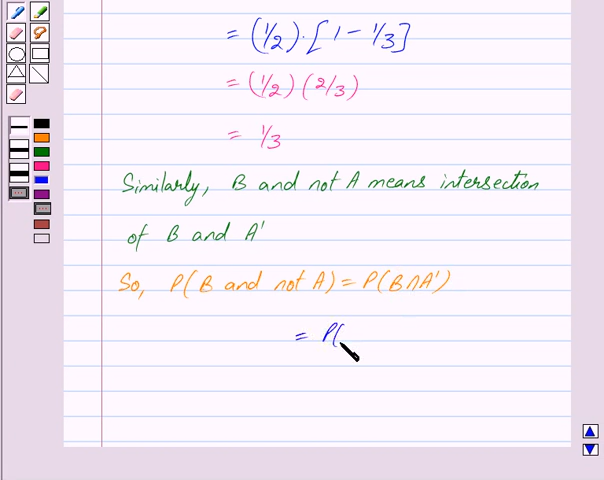 = (1/2) · [1 - 1/3]
= (1/2) (2/3)
= 1/3
Similarly, B and not A means intersection
of B and A'
So, P(B and not A) = P(B∩A')
= P(